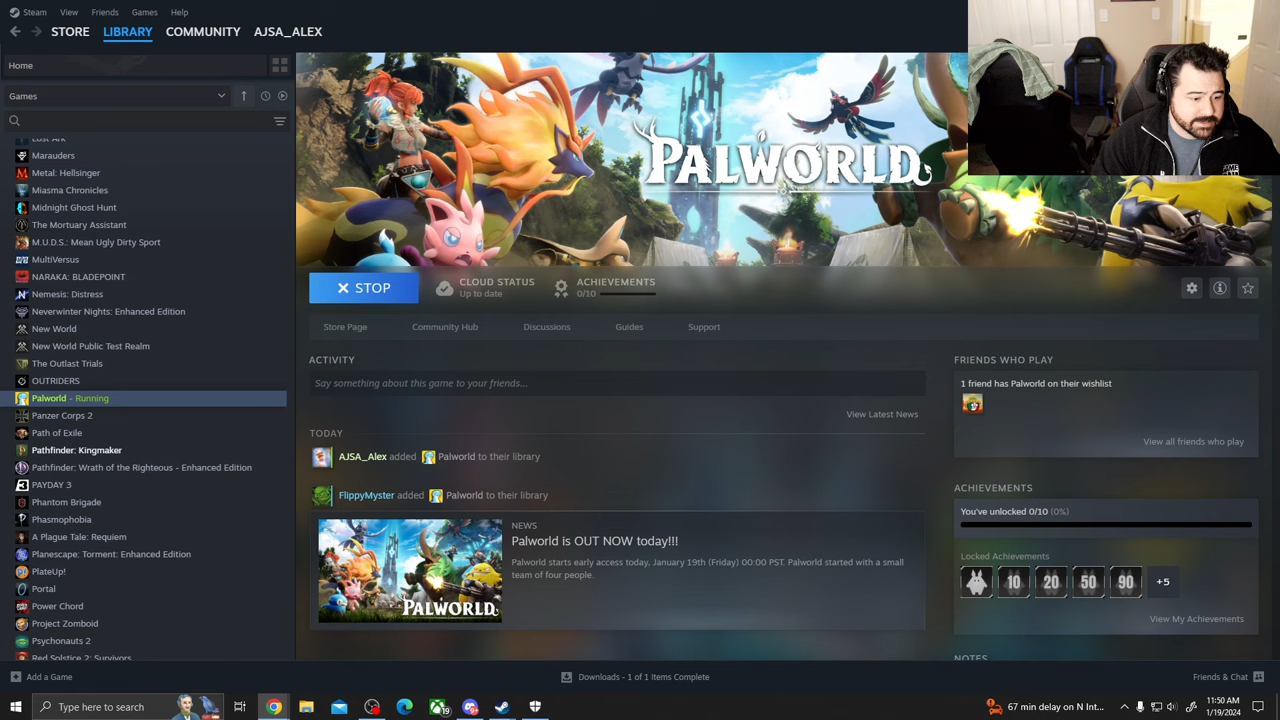 Steam View Friends Games Help
STORE LIBRARY COMMUNITY AJSA_ALEX
Home
Games
Lost Ark
Marauders
Metal: Hellsinger
Miasma Chronicles
Midnight Ghost Hunt
The Mortuary Assistant
M.U.D.S.: Mean Ugly Dirty Sport
MultiVersus
NARAKA: BLADEPOINT
Nemesis: Distress
Neverwinter Nights: Enhanced Edition
New World
New World Public Test Realm
The Outlast Trials
OUTRIDERS
Palworld - Running
Panzer Corps 2
Path of Exile
Pathfinder: Kingmaker
Pathfinder: Wrath of the Righteous - Enhanced Edition
PAYDAY 3
Phantom Brigade
Phasmophobia
A Plague Tale: Requiem
Planescape: Torment: Enhanced Edition
PlateUp!
Portal
Power Chord
Project Zomboid
Psychonauts 2
Red Solstice 2: Survivors
PALWORLD
STOP
CLOUD STATUS
Up to date
ACHIEVEMENTS
0/10
Store Page Community Hub Discussions Guides Support
ACTIVITY
Say something about this game to your friends...
View Latest News
TODAY
AJSA_Alex added Palworld to their library
FlippyMyster added Palworld to their library
PALWORLD
NEWS
Palworld is OUT NOW today!!!
Palworld starts early access today, January 19th (Friday) 00:00 PST. Palworld started with a small
team of four people.
FRIENDS WHO PLAY
1 friend has Palworld on their wishlist
View all friends who play
ACHIEVEMENTS
You've unlocked 0/10 (0%)
Locked Achievements
10 20 50 90 +5
View My Achievements
NOTES
Add a Game
Downloads - 1 of 1 Items Complete
Friends & Chat
Type here to search
19
67 min delay on N Int...
11:50 AM
1/19/2024